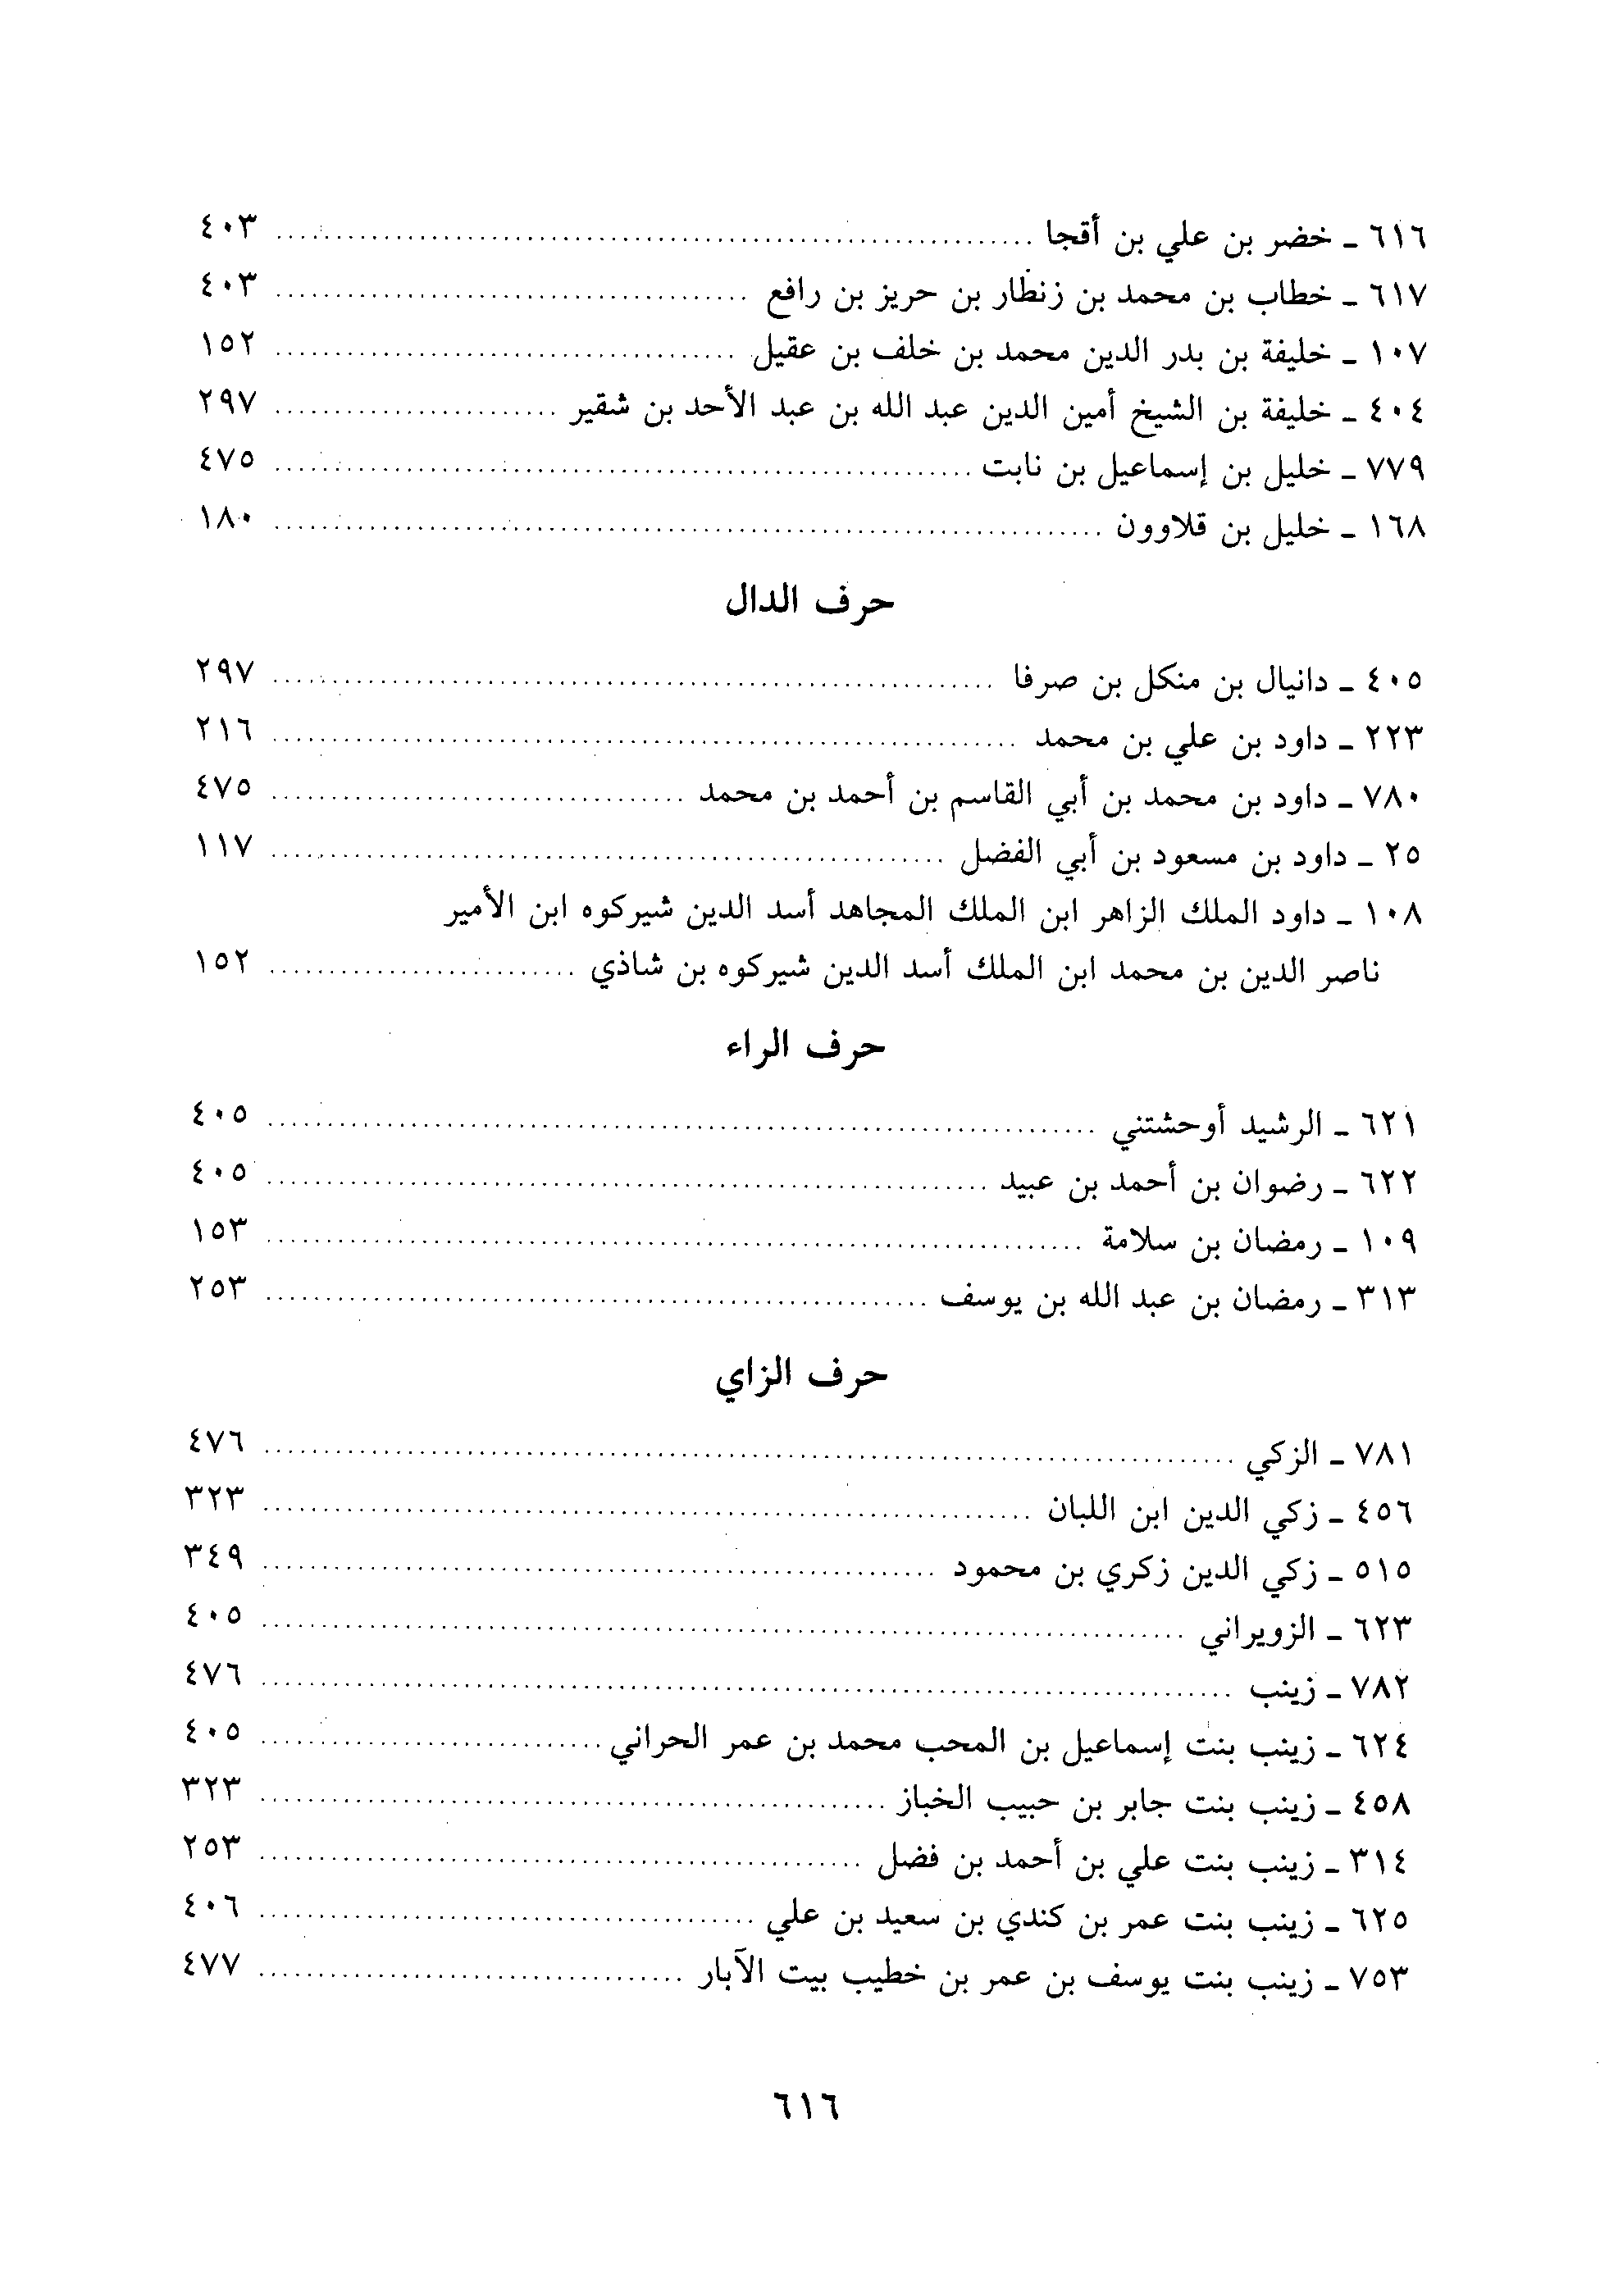 ٦١٦ ـ خضر بن علي بن أقجا ........ ٤٠٣
٦١٧ ـ خطاب بن محمد بن زنطار بن حريز بن رافع ........ ٤٠٣
١٠٧ ـ خليفة بن بدر الدين محمد بن خلف بن عقيل ........ ١٥٢
٤٠٤ ـ خليفة بن الشيخ أمين الدين عبد الله بن عبد الأحد بن شقير ........ ٢٩٧
٧٧٩ ـ خليل بن إسماعيل بن نابت ........ ٤٧٥
١٦٨ ـ خليل بن قلاوون ........ ١٨٠
حرف الدال
٤٠٥ ـ دانيال بن منكل بن صرفا ........ ٢٩٧
٢٢٣ ـ داود بن علي بن محمد ........ ٢١٦
٧٨٠ ـ داود بن محمد بن أبي القاسم بن أحمد بن محمد ........ ٤٧٥
٢٥ ـ داود بن مسعود بن أبي الفضل ........ ١١٧
١٠٨ ـ داود الملك الزاهر ابن الملك المجاهد أسد الدين شيركوه ابن الأمير
ناصر الدين بن محمد ابن الملك أسد الدين شيركوه بن شاذي ........ ١٥٢
حرف الراء
٦٢١ ـ الرشيد أوحشتني ........ ٤٠٥
٦٢٢ ـ رضوان بن أحمد بن عبيد ........ ٤٠٥
١٠٩ ـ رمضان بن سلامة ........ ١٥٣
٣١٣ ـ رمضان بن عبد الله بن يوسف ........ ٢٥٣
حرف الزاي
٧٨١ ـ الزكي ........ ٤٧٦
٤٥٦ ـ زكي الدين ابن اللبان ........ ٣٢٣
٥١٥ ـ زكي الدين زكري بن محمود ........ ٣٤٩
٦٢٣ ـ الزويراني ........ ٤٠٥
٧٨٢ ـ زينب ........ ٤٧٦
٦٢٤ ـ زينب بنت إسماعيل بن المحب محمد بن عمر الحراني ........ ٤٠٥
٤٥٨ ـ زينب بنت جابر بن حبيب الخباز ........ ٣٢٣
٣١٤ ـ زينب بنت علي بن أحمد بن فضل ........ ٢٥٣
٦٢٥ ـ زينب بنت عمر بن كندي بن سعيد بن علي ........ ٤٠٦
٧٥٣ ـ زينب بنت يوسف بن عمر بن خطيب بيت الآبار ........ ٤٧٧
٦١٦